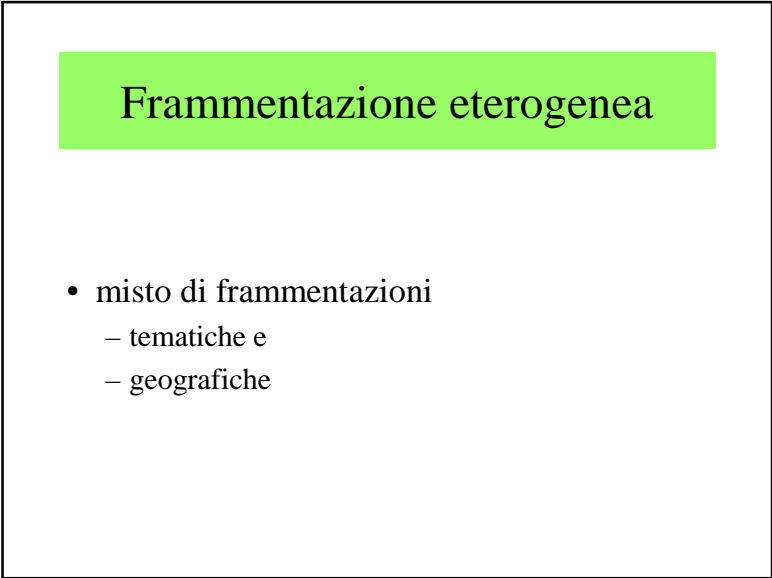 Frammentazione eterogenea
• misto di frammentazioni
– tematiche e
– geografiche